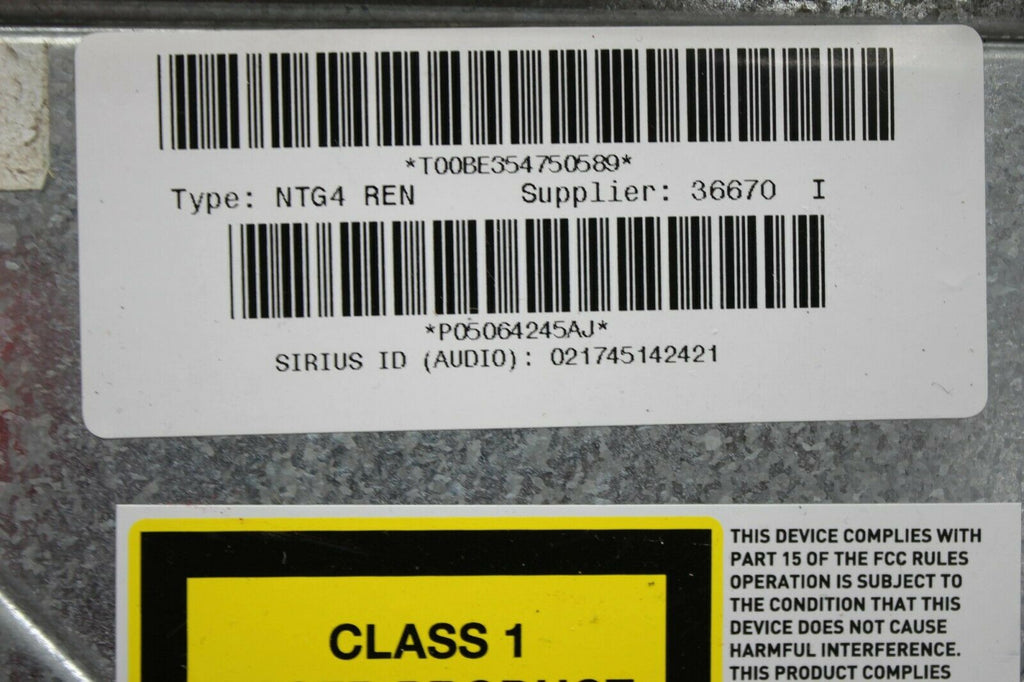 *T00BE354750589*
Type: NTG4 REN Supplier: 36670 I
*P05064245AJ*
SIRIUS ID (AUDIO): 021745142421
CLASS 1
THIS DEVICE COMPLIES WITH
PART 15 OF THE FCC RULES
OPERATION IS SUBJECT TO
THE CONDITION THAT THIS
DEVICE DOES NOT CAUSE
HARMFUL INTERFERENCE.
THIS PRODUCT COMPLIES